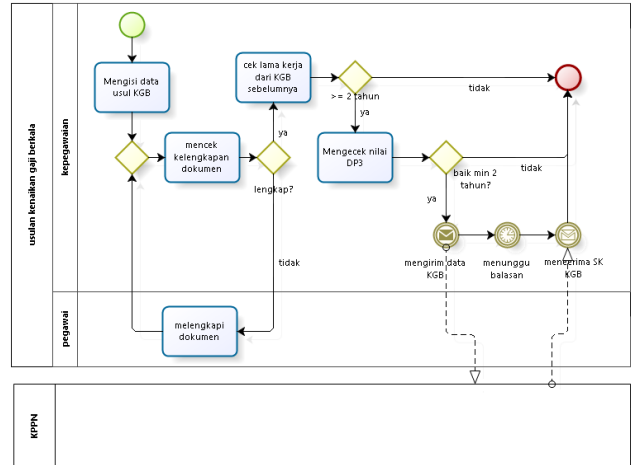 usulan kenaikan gaji berkala
kepegawaian
Mengisi data
usul KGB
mencek
kelengkapan
dokumen
lengkap?
ya
tidak
cek lama kerja
dari KGB
sebelumnya
>= 2 tahun
tidak
ya
Mengecek nilai
DP3
baik min 2
tahun?
tidak
ya
mengirim data
KGB
menunggu
balasan
menerima SK
KGB
pegawai
melengkapi
dokumen
KPPN